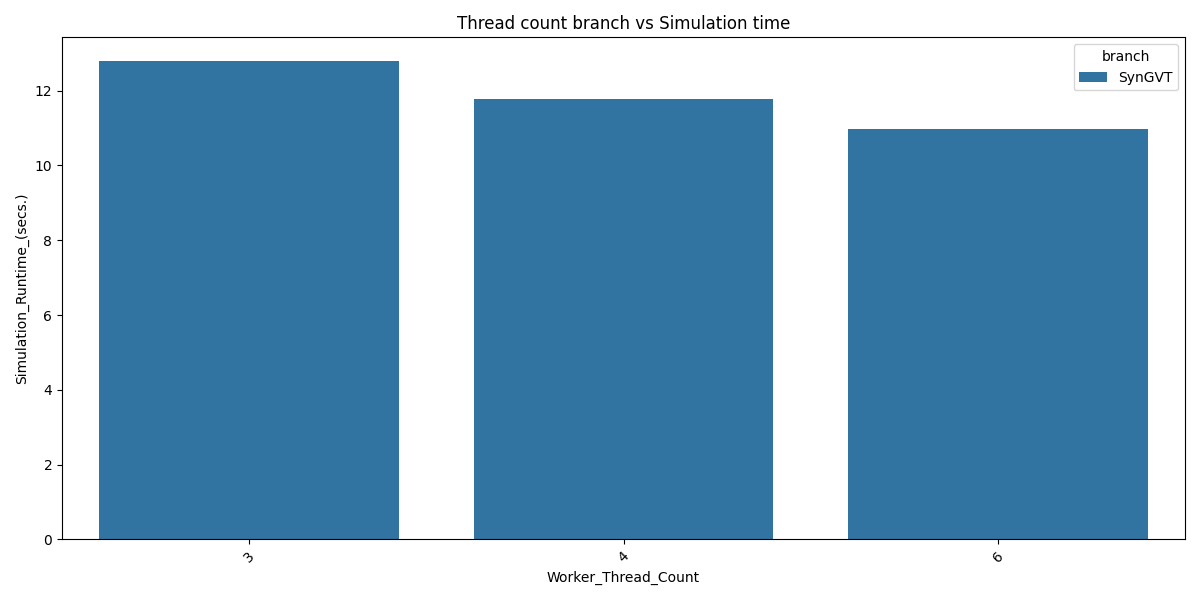 Thread count branch vs Simulation time
branch
SynGVT
Simulation_Runtime_(secs.)
12
10
8
6
4
2
0
3
4
6
Worker_Thread_Count